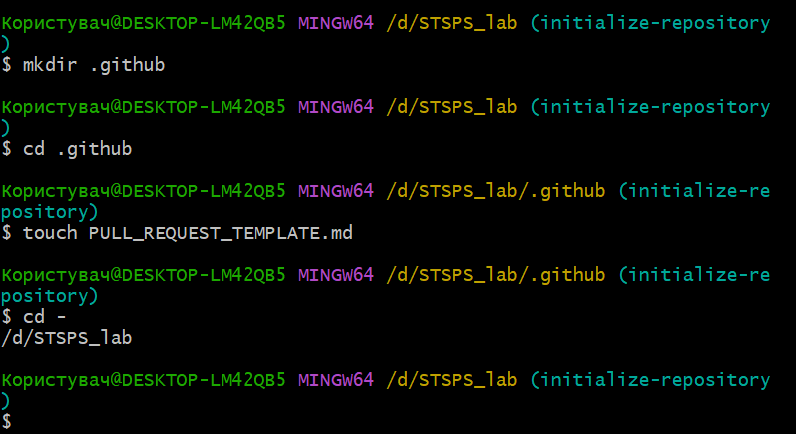 Користувач@DESKTOP-LM42QB5 MINGW64 /d/STSPS_lab (initialize-repository
)
$ mkdir .github
Користувач@DESKTOP-LM42QB5 MINGW64 /d/STSPS_lab (initialize-repository
)
$ cd .github
Користувач@DESKTOP-LM42QB5 MINGW64 /d/STSPS_lab/.github (initialize-re
pository)
$ touch PULL_REQUEST_TEMPLATE.md
Користувач@DESKTOP-LM42QB5 MINGW64 /d/STSPS_lab/.github (initialize-re
pository)
$ cd -
/d/STSPS_lab
Користувач@DESKTOP-LM42QB5 MINGW64 /d/STSPS_lab (initialize-repository
)
$